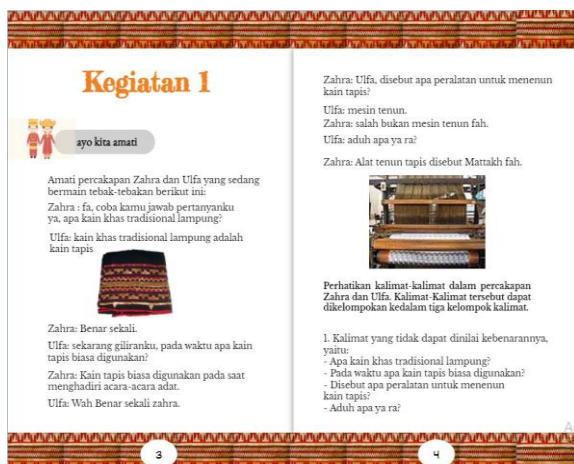 Kegiatan 1
ayo kita amati
Amati percakapan Zahra dan Ulfa yang sedang
bermain tebak-tebakan berikut ini:
Zahra : fa, coba kamu jawab pertanyanku
ya, apa kain khas tradisional lampung?
Ulfa: kain khas tradisional lampung adalah
kain tapis
Zahra: Benar sekali.
Ulfa: sekarang giliranku, pada waktu apa kain
tapis biasa digunakan?
Zahra: Kain tapis biasa digunakan pada saat
menghadiri acara-acara adat.
Ulfa: Wah Benar sekali zahra.
3
Zahra: Ulfa, disebut apa peralatan untuk menenun
kain tapis?
Ulfa: mesin tenun.
Zahra: salah bukan mesin tenun fah.
Ulfa: aduh apa ya ra?
Zahra: Alat tenun tapis disebut Mattakh fah.
Perhatikan kalimat-kalimat dalam percakapan
Zahra dan Ulfa. Kalimat-Kalimat tersebut dapat
dikelompokan kedalam tiga kelompok kalimat.
1. Kalimat yang tidak dapat dinilai kebenarannya,
yaitu:
- Apa kain khas tradisional lampung?
- Pada waktu apa kain tapis biasa digunakan?
- Disebut apa peralatan untuk menenun
kain tapis?
- Aduh apa ya ra?
4